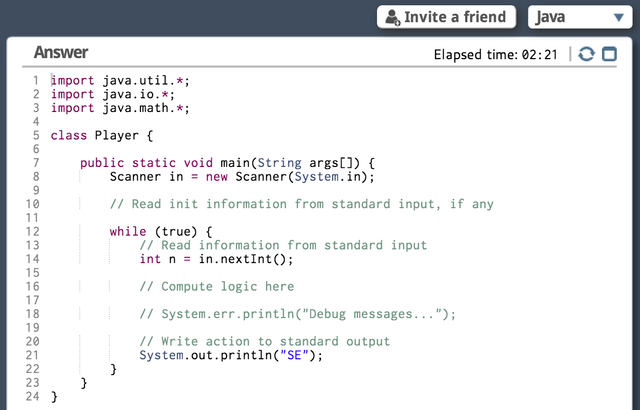 Invite a friend
Java
Answer
Elapsed time: 02:21
1 import java.util.*;
2 import java.io.*;
3 import java.math.*;
4
5 class Player {
6
7     public static void main(String args[]) {
8         Scanner in = new Scanner(System.in);
9
10         // Read init information from standard input, if any
11
12         while (true) {
13             // Read information from standard input
14             int n = in.nextInt();
15
16             // Compute logic here
17
18             // System.err.println("Debug messages...");
19
20             // Write action to standard output
21             System.out.println("SE");
22         }
23     }
24 }